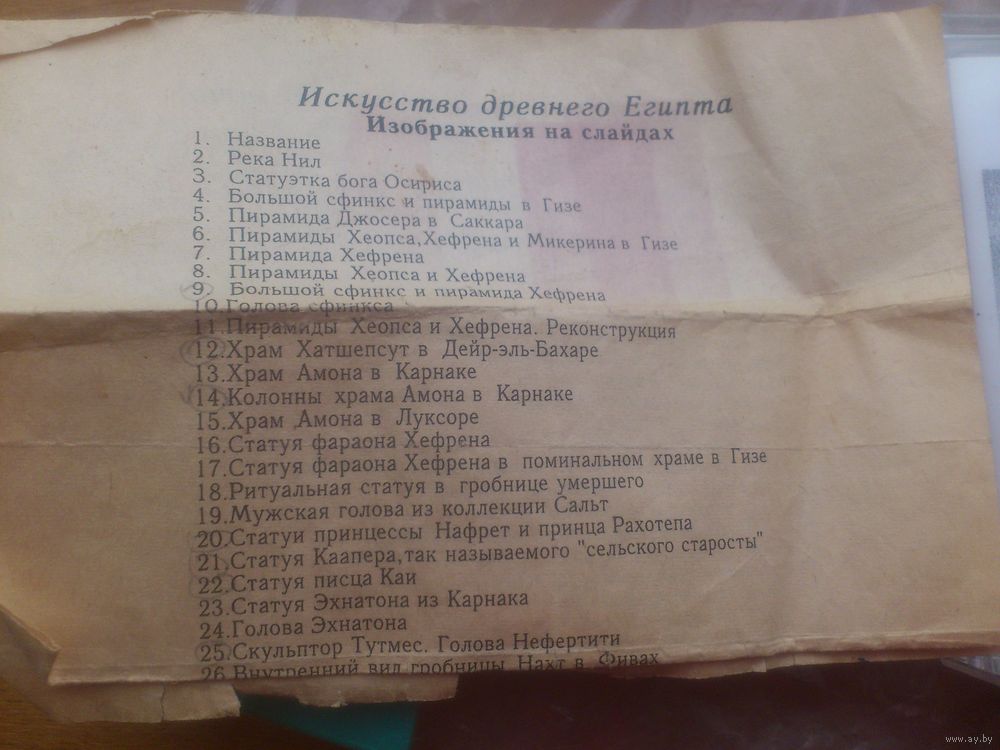 Искусство древнего Египта
Изображения на слайдах
1. Название
2. Река Нил
3. Статуэтка бога Осириса
4. Большой сфинкс и пирамиды в Гизе
5. Пирамида Джосера в Саккара
6. Пирамиды Хеопса,Хефрена и Микерина в Гизе
7. Пирамида Хефрена
8. Пирамиды Хеопса и Хефрена
9. Большой сфинкс и пирамида Хефрена
10.Голова сфинкса
11.Пирамиды Хеопса и Хефрена. Реконструкция
12.Храм Хатшепсут в Дейр-эль-Бахаре
13.Храм Амона в Карнаке
14.Колонны храма Амона в Карнаке
15.Храм Амона в Луксоре
16.Статуя фараона Хефрена
17.Статуя фараона Хефрена в поминальном храме в Гизе
18.Ритуальная статуя в гробнице умершего
19.Мужская голова из коллекции Сальт
20.Статуи принцессы Нафрет и принца Рахотепа
21.Статуя Каапера,так называемого "сельского старосты"
22.Статуя писца Каи
23.Статуя Эхнатона из Карнака
24.Голова Эхнатона
25.Скульптор Тутмес. Голова Нефертити
26.Внутренний вид гробницы Нахт в Фивах
www.ay.by